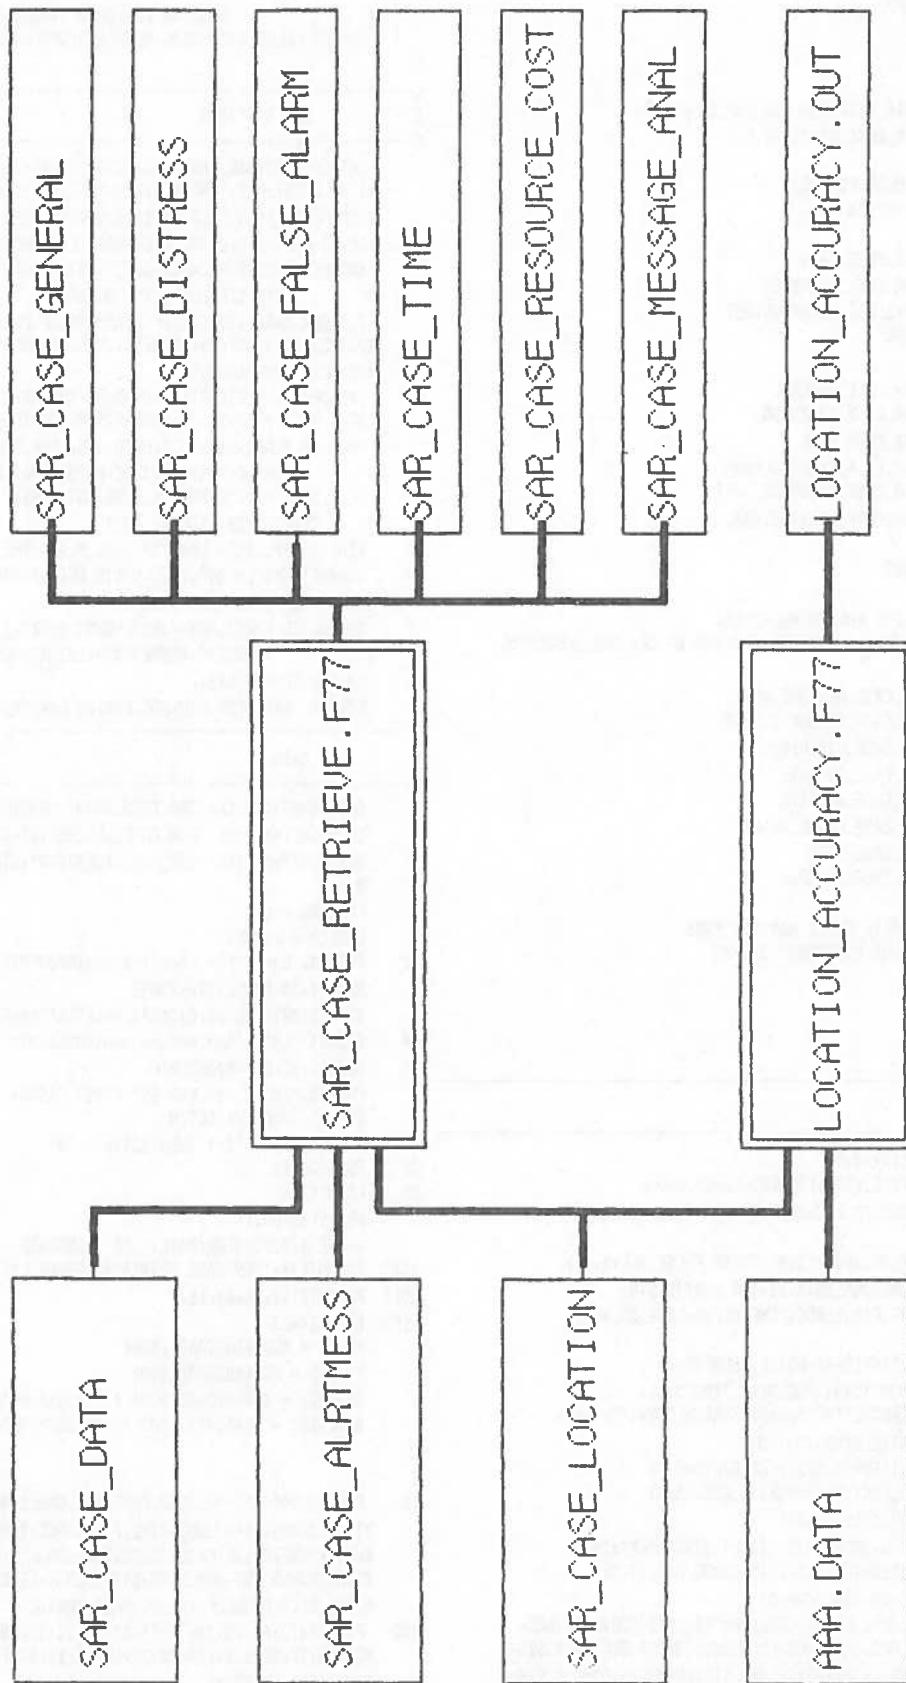 SAR_CASE_DATA
SAR_CASE_ALRTMESS
SAR_CASE_LOCATION
AAA.DATA
SAR_CASE_RETRIEVE.F77
LOCATION_ACCURACY.F77
SAR_CASE_GENERAL
SAR_CASE_DISTRESS
SAR_CASE_FALSE_ALARM
SAR_CASE_TIME
SAR_CASE_RESOURCE_COST
SAR_CASE_MESSAGE_ANAL
LOCATION_ACCURACY.OUT